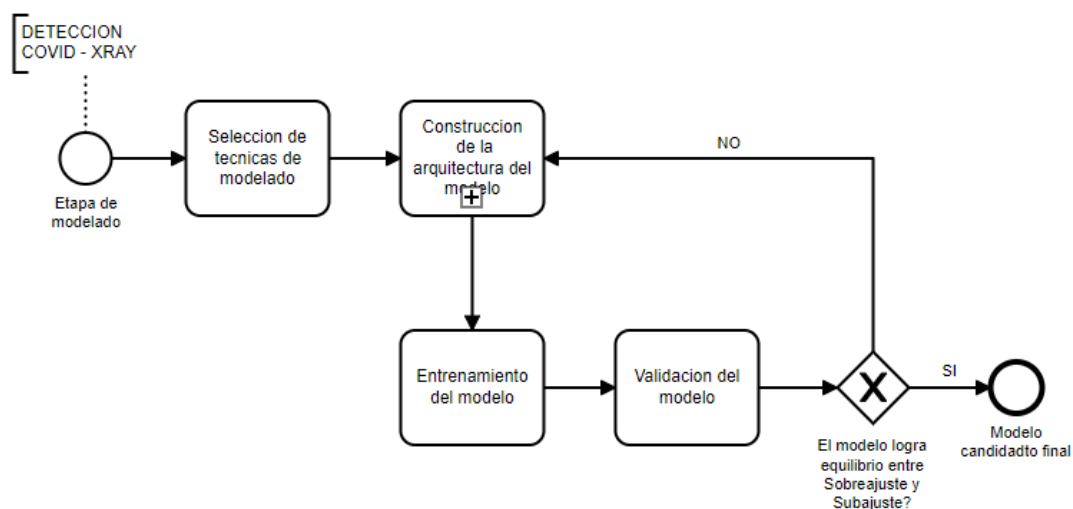 DETECCION
COVID - XRAY
Etapa de
modelado
Seleccion de
tecnicas de
modelado
Construccion
de la
arquitectura del
modelo
NO
Entrenamiento
del modelo
Validacion del
modelo
El modelo logra
equilibrio entre
Sobreajuste y
Subajuste?
SI
Modelo
candidadto final